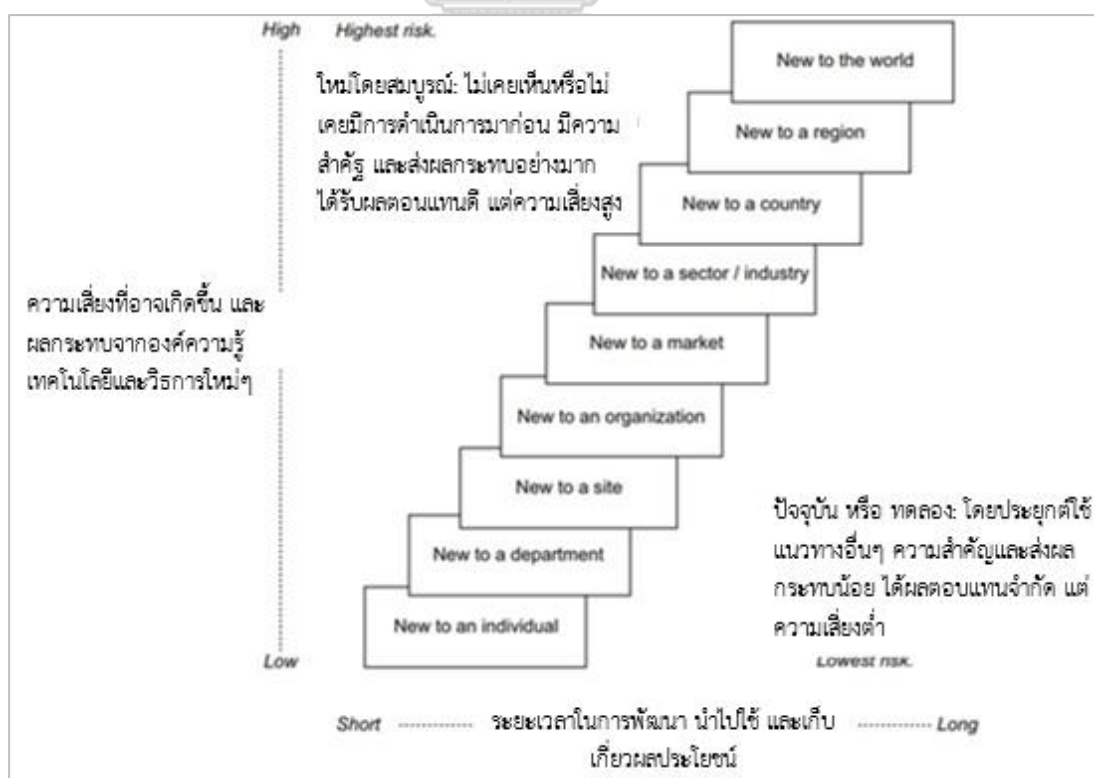 High
Highest risk.
ใหม่โดยสมบูรณ์: ไม่เคยเห็นหรือไม่
เคยมีการดำเนินการมาก่อน มีความ
สำคัฐ และส่งผลกระทบอย่างมาก
ได้รับผลตอนแทนดี แต่ความเสี่ยงสูง
New to the world
New to a region
New to a country
New to a sector / industry
New to a market
New to an organization
New to a site
New to a department
New to an individual
ความเสี่ยงที่อาจเกิดขึ้น และ
ผลกระทบจากองค์ความรู้
เทคโนโลยีและวิธการใหม่ๆ
ปัจจุบัน หรือ ทดลอง: โดยประยุกต์ใช้
แนวทางอื่นๆ ความสำคัญและส่งผล
กระทบน้อย ได้ผลตอบแทนจำกัด แต่
ความเสี่ยงต่ำ
Lowest risk.
Low
Short
ระยะเวลาในการพัฒนา นำไปใช้ และเก็บ
เกี่ยวผลประโยชน์
Long